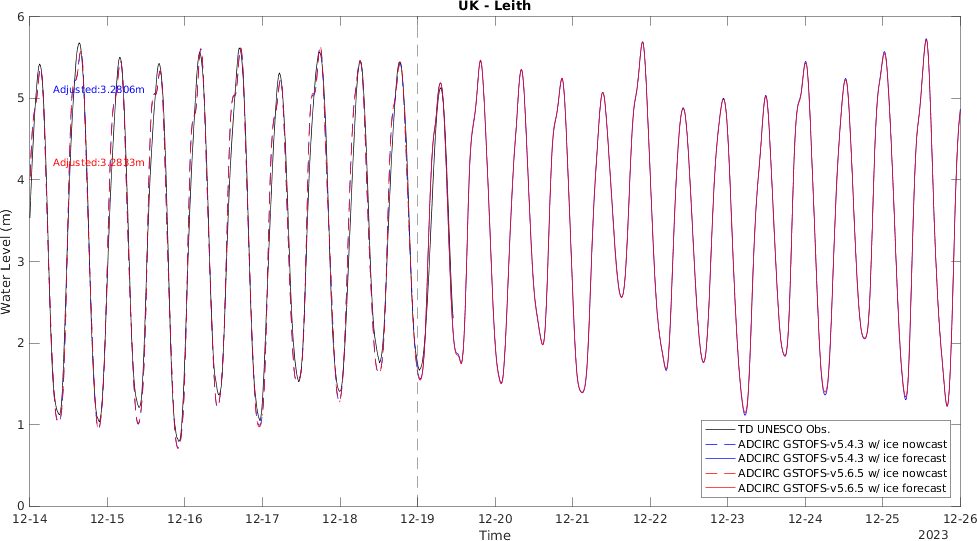 UK - Leith
6
5
4
3
2
1
0
Water Level (m)
Adjusted:3.2806m
Adjusted:3.2833m
TD UNESCO Obs.
ADCIRC GSTOFS-v5.4.3 w/ ice nowcast
ADCIRC GSTOFS-v5.4.3 w/ ice forecast
ADCIRC GSTOFS-v5.6.5 w/ ice nowcast
ADCIRC GSTOFS-v5.6.5 w/ ice forecast
12-14 12-15 12-16 12-17 12-18 12-19 12-20 12-21 12-22 12-23 12-24 12-25 12-26
Time
2023